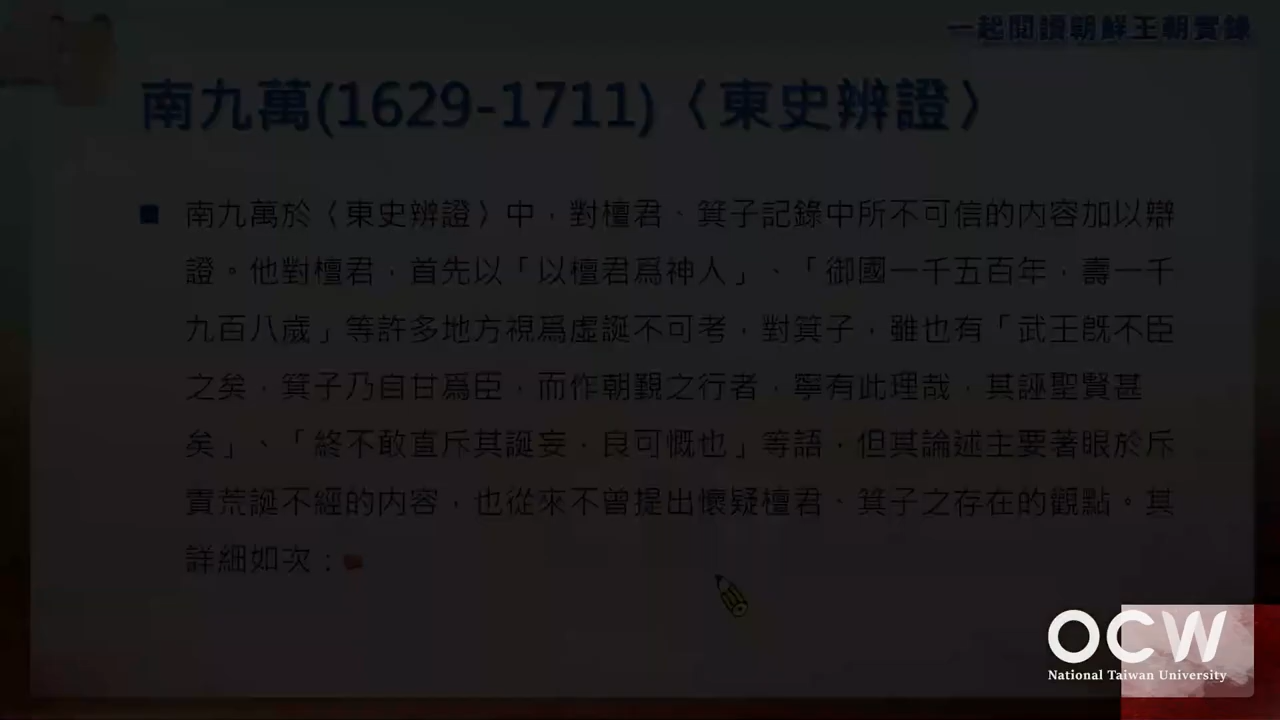 一起閱讀朝鮮王朝實錄
南九萬(1629-1711)〈東史辨證〉
■ 南九萬於〈東史辨證〉中，對檀君、箕子記錄中所不可信的内容加以辯
證。他對檀君，首先以「以檀君爲神人」、「御國一千五百年，壽一千
九百八歲」等許多地方視爲虛誕不可考，對箕子，雖也有「武王旣不臣
之矣，箕子乃自甘爲臣，而作朝覲之行者，寧有此理哉，其誣聖賢甚
矣」、「終不敢直斥其誕妄，良可慨也」等語，但其論述主要著眼於斥
責荒誕不經的内容，也從來不曾提出懷疑檀君、箕子之存在的觀點。其
詳細如次：
OCW
National Taiwan University